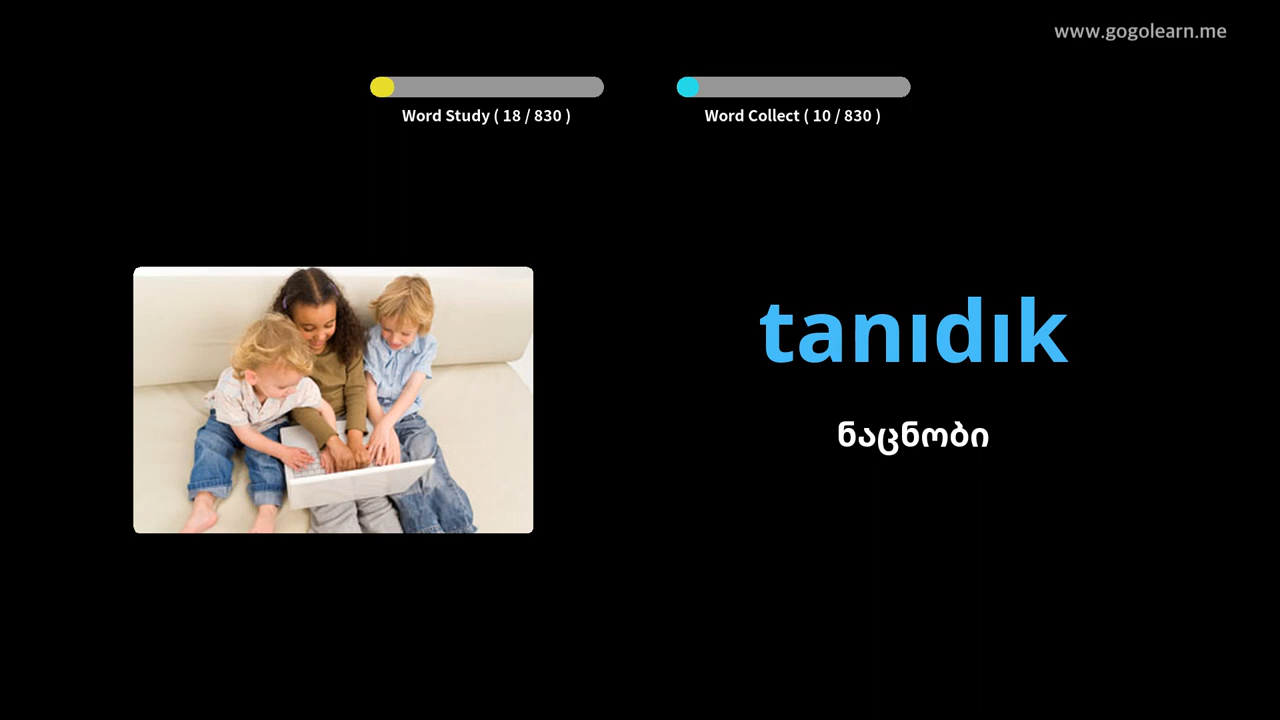 www.gogolearn.me
Word Study ( 18 / 830 )
Word Collect ( 10 / 830 )
tanıdık
ნაცნობი